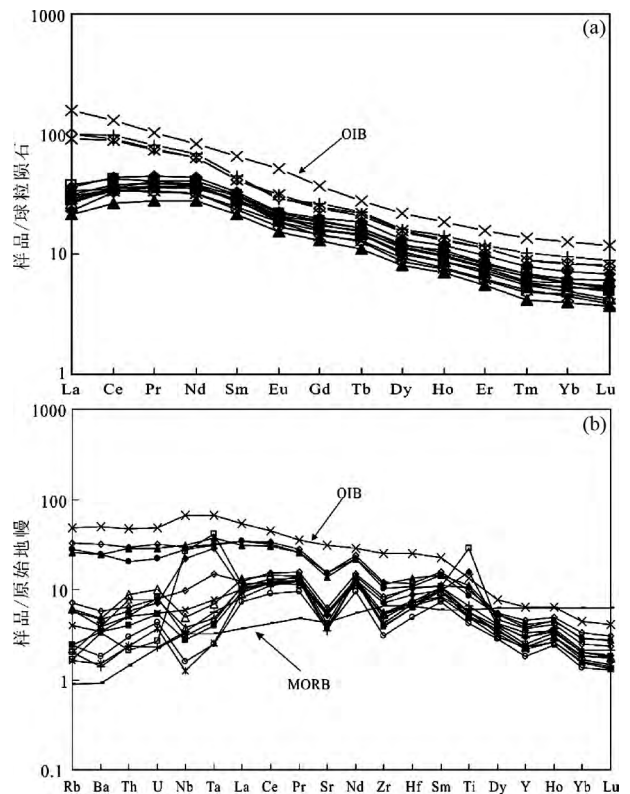 1000
(a)
OIB
100
10
1
样品/球粒陨石
La Ce Pr Nd Sm Eu Gd Tb Dy Ho Er Tm Yb Lu
1000
(b)
100
OIB
10
1
MORB
0.1
样品/原始地幔
Rb Ba Th U Nb Ta La Ce Pr Sr Nd Zr Hf Sm Ti Dy Y Ho Yb Lu